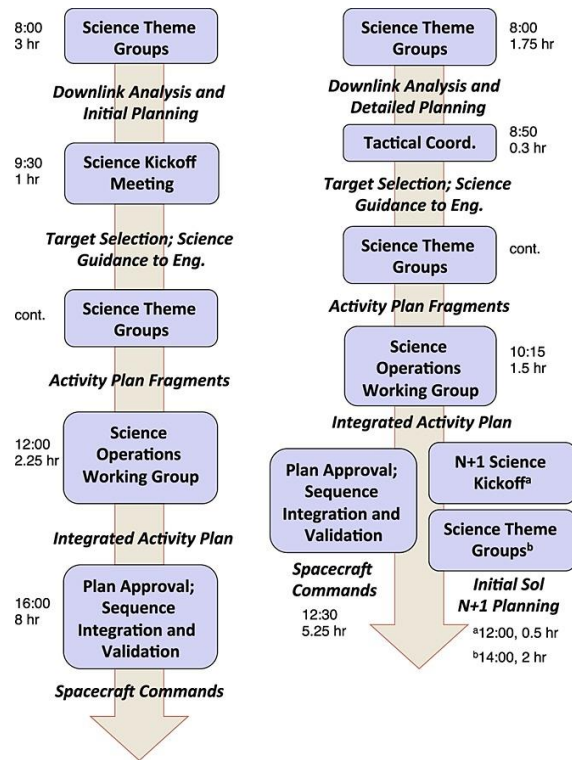 8:00
3 hr
Science Theme
Groups
Downlink Analysis and
Initial Planning
9:30
1 hr
Science Kickoff
Meeting
Target Selection; Science
Guidance to Eng.
cont.
Science Theme
Groups
Activity Plan Fragments
12:00
2.25 hr
Science
Operations
Working Group
Integrated Activity Plan
16:00
8 hr
Plan Approval;
Sequence
Integration and
Validation
Spacecraft Commands
Science Theme
Groups
8:00
1.75 hr
Downlink Analysis and
Detailed Planning
Tactical Coord.
8:50
0.3 hr
Target Selection; Science
Guidance to Eng.
Science Theme
Groups
cont.
Activity Plan Fragments
Science
Operations
Working Group
10:15
1.5 hr
Integrated Activity Plan
Plan Approval;
Sequence
Integration and
Validation
Spacecraft
Commands
12:30
5.25 hr
N+1 Science
Kickoffᵃ
Science Theme
Groupsᵇ
Initial Sol
N+1 Planning
ᵃ12:00, 0.5 hr
ᵇ14:00, 2 hr